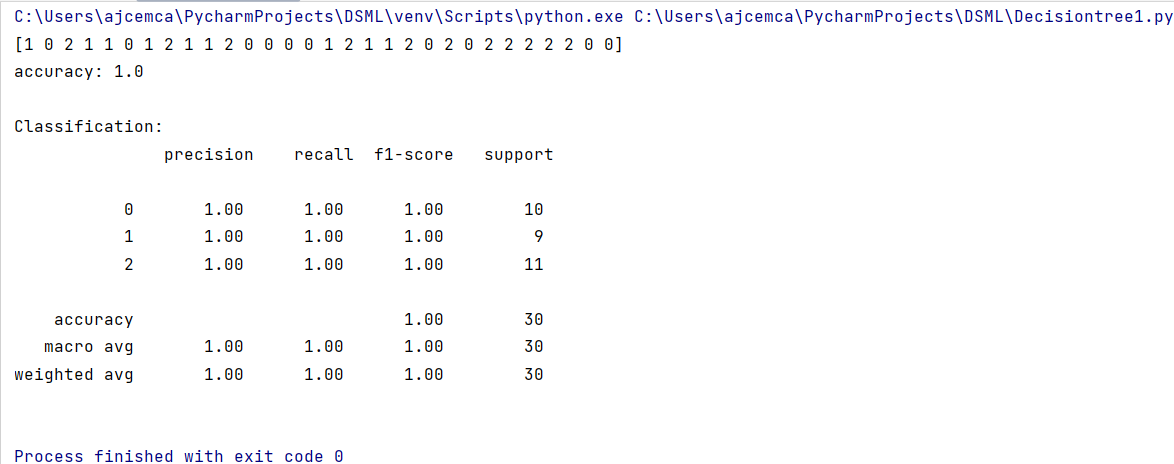 C:\Users\ajcemca\PycharmProjects\DSML\venv\Scripts\python.exe C:\Users\ajcemca\PycharmProjects\DSML\Decisiontree1.py
[1 0 2 1 1 0 1 2 1 1 2 0 0 0 0 1 2 1 1 2 0 2 0 2 2 2 2 2 0 0]
accuracy: 1.0
Classification:
precision recall f1-score support
0 1.00 1.00 1.00 10
1 1.00 1.00 1.00 9
2 1.00 1.00 1.00 11
accuracy 1.00 30
macro avg 1.00 1.00 1.00 30
weighted avg 1.00 1.00 1.00 30
Process finished with exit code 0